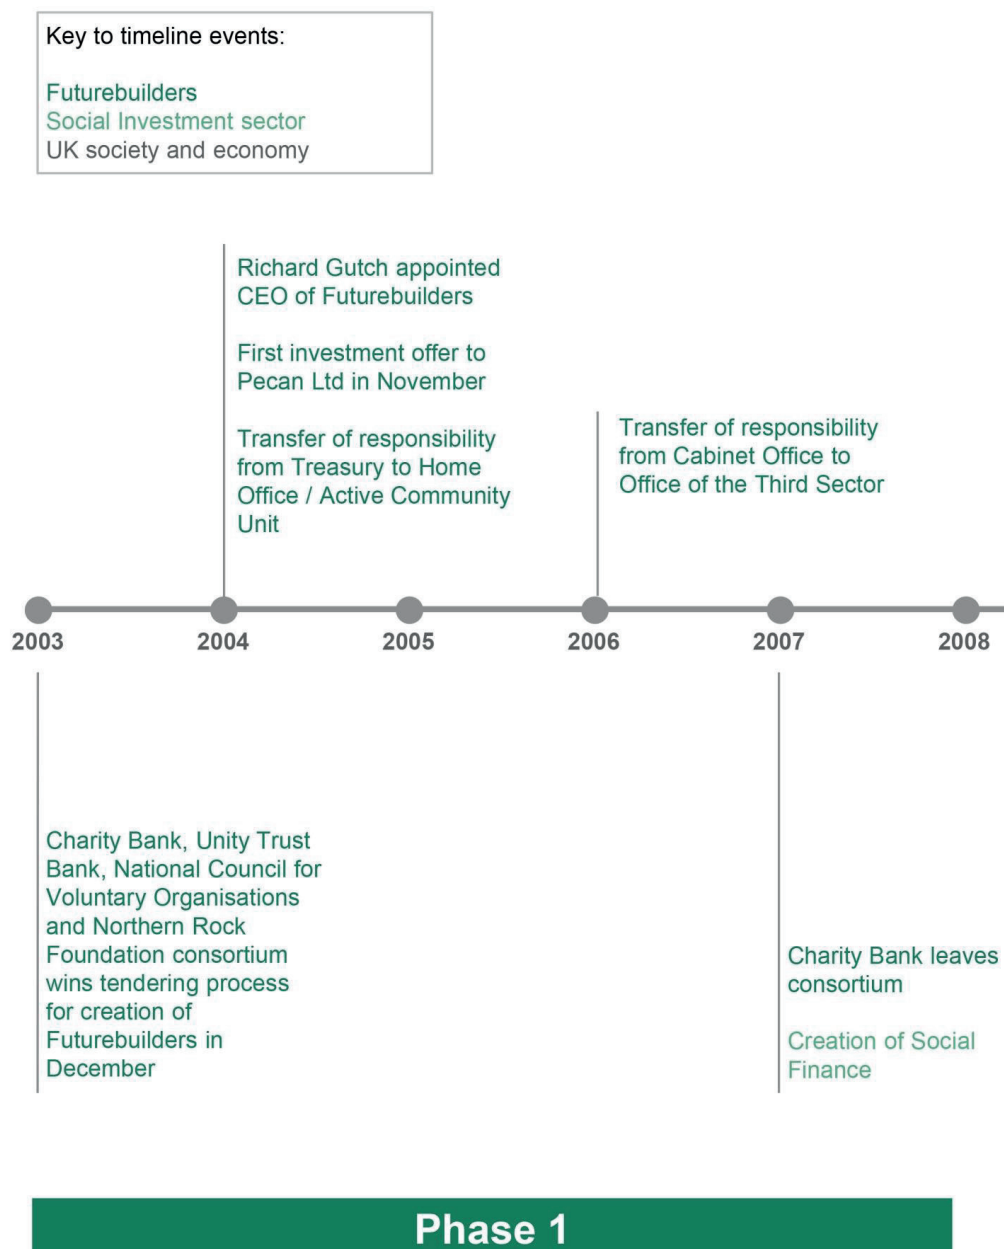 Key to timeline events:
Futurebuilders
Social Investment sector
UK society and economy
Richard Gutch appointed
CEO of Futurebuilders
First investment offer to
Pecan Ltd in November
Transfer of responsibility
from Treasury to Home
Office / Active Community
Unit
Transfer of responsibility
from Cabinet Office to
Office of the Third Sector
2003
2004
2005
2006
2007
2008
Charity Bank, Unity Trust
Bank, National Council for
Voluntary Organisations
and Northern Rock
Foundation consortium
wins tendering process
for creation of
Futurebuilders in
December
Charity Bank leaves
consortium
Creation of Social
Finance
Phase 1